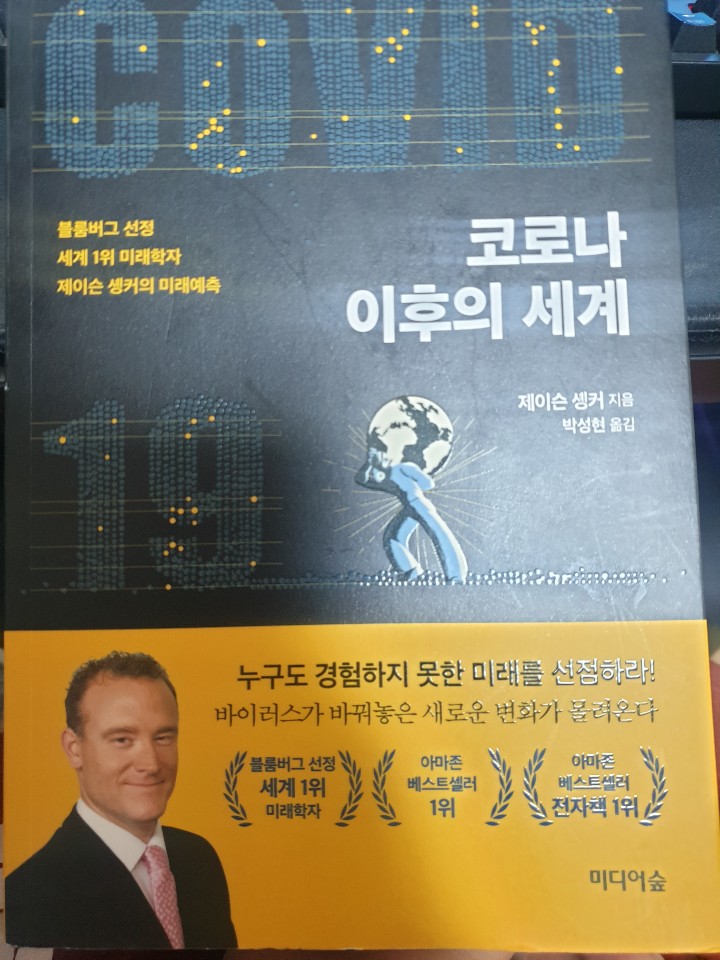 COVID
블룸버그 선정
세계 1위 미래학자
제이슨 솅커의 미래예측
코로나
이후의 세계
제이슨 솅커 지음
박성현 옮김
19
누구도 경험하지 못한 미래를 선점하라!
바이러스가 바꿔놓은 새로운 변화가 몰려온다
블룸버그 선정
세계 1위
미래학자
아마존
베스트셀러
1위
아마존
베스트셀러
전자책 1위
미디어숲